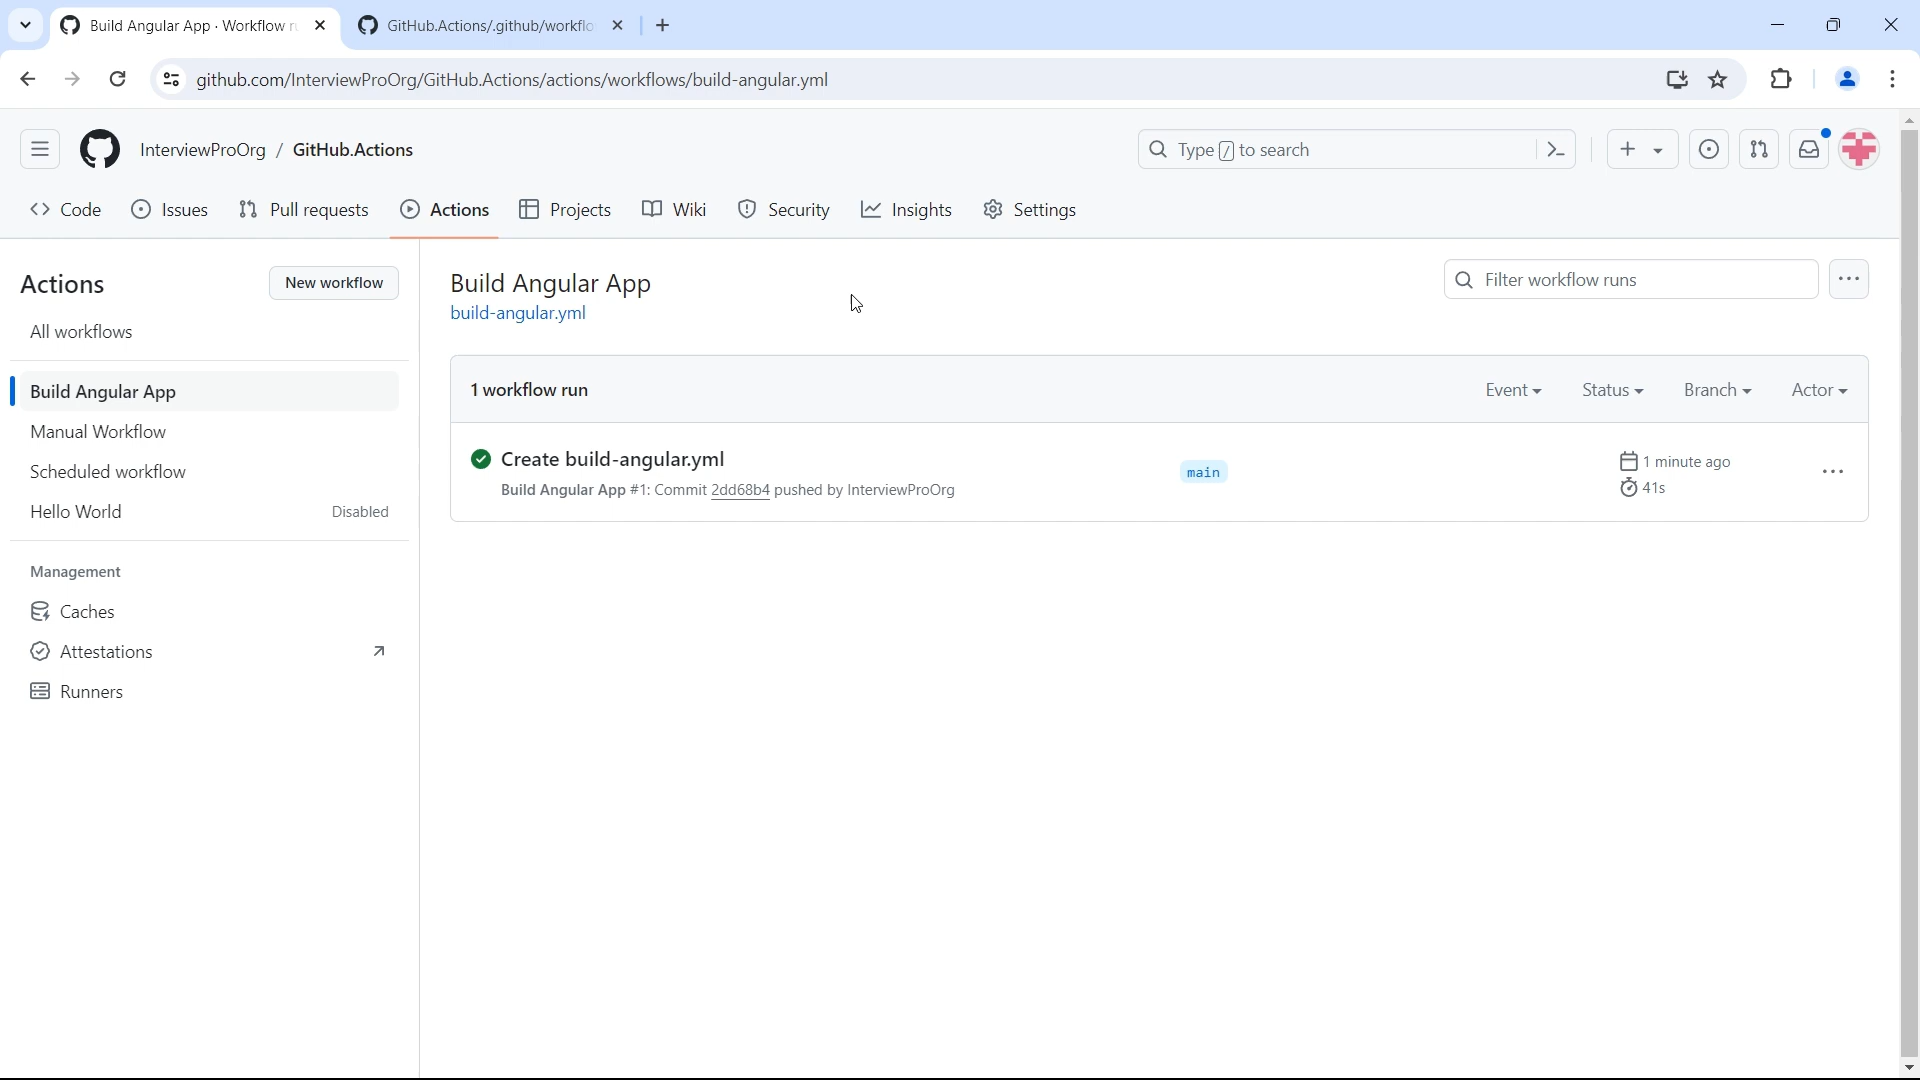 Build Angular App · Workflow r
GitHub.Actions/.github/workflo
github.com/InterviewProOrg/GitHub.Actions/actions/workflows/build-angular.yml
InterviewProOrg / GitHub.Actions
Type / to search
Code
Issues
Pull requests
Actions
Projects
Wiki
Security
Insights
Settings
Actions
New workflow
All workflows
Build Angular App
Manual Workflow
Scheduled workflow
Hello World
Disabled
Management
Caches
Attestations
Runners
Build Angular App
build-angular.yml
Filter workflow runs
1 workflow run
Event
Status
Branch
Actor
Create build-angular.yml
Build Angular App #1: Commit 2dd68b4 pushed by InterviewProOrg
main
1 minute ago
41s